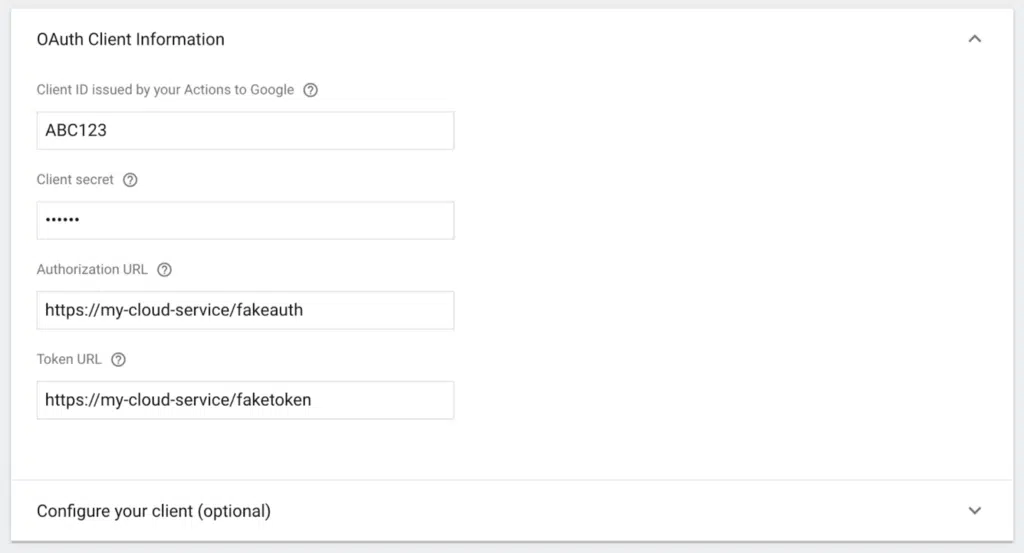 OAuth Client Information
Client ID issued by your Actions to Google
ABC123
Client secret
••••••
Authorization URL
https://my-cloud-service/fakeauth
Token URL
https://my-cloud-service/faketoken
Configure your client (optional)